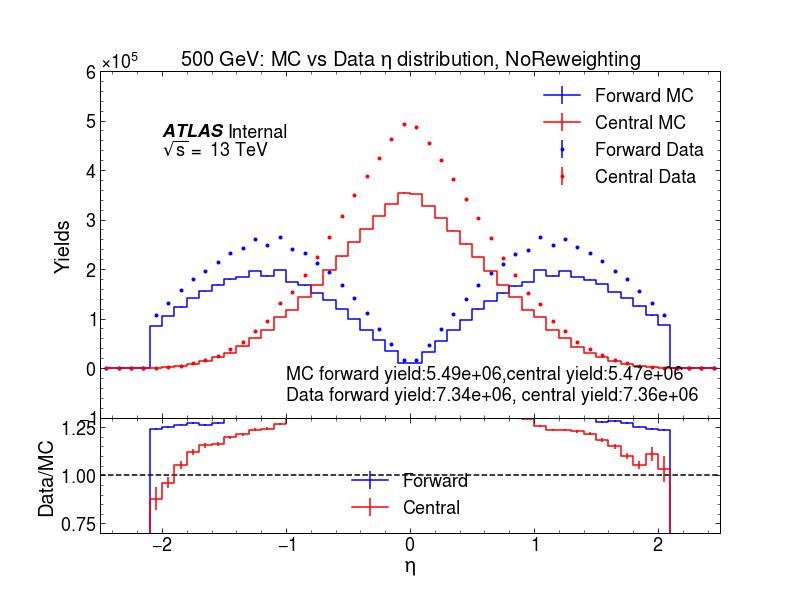 ×10⁵
500 GeV: MC vs Data η distribution, NoReweighting
6
5
4
3
2
1
0
1
Yields
ATLAS Internal
√s = 13 TeV
Forward MC
Central MC
Forward Data
Central Data
MC forward yield:5.49e+06,central yield:5.47e+06
Data forward yield:7.34e+06, central yield:7.36e+06
1.25
1.00
0.75
Data/MC
Forward
Central
−2 −1 0 1 2
η